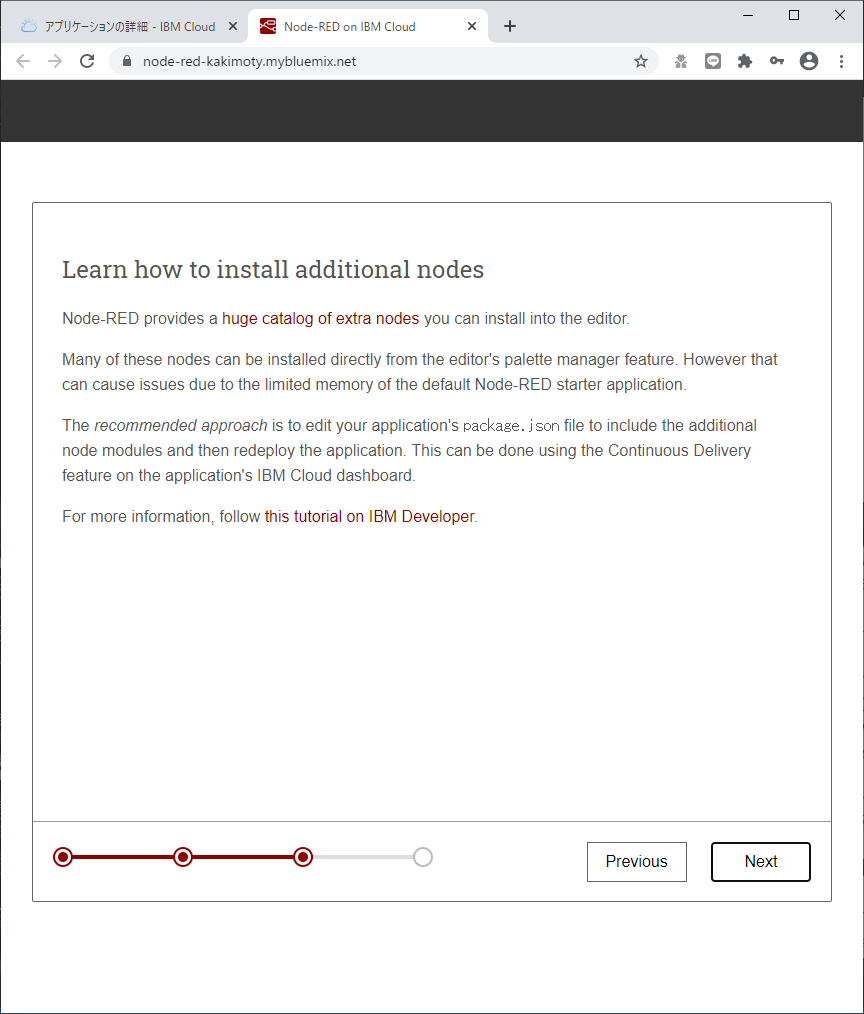 アプリケーションの詳細 - IBM Cloud
Node-RED on IBM Cloud
node-red-kakimoty.mybluemix.net
LINE
Learn how to install additional nodes
Node-RED provides a huge catalog of extra nodes you can install into the editor.
Many of these nodes can be installed directly from the editor's palette manager feature. However that
can cause issues due to the limited memory of the default Node-RED starter application.
The recommended approach is to edit your application's package.json file to include the additional
node modules and then redeploy the application. This can be done using the Continuous Delivery
feature on the application's IBM Cloud dashboard.
For more information, follow this tutorial on IBM Developer.
Previous
Next